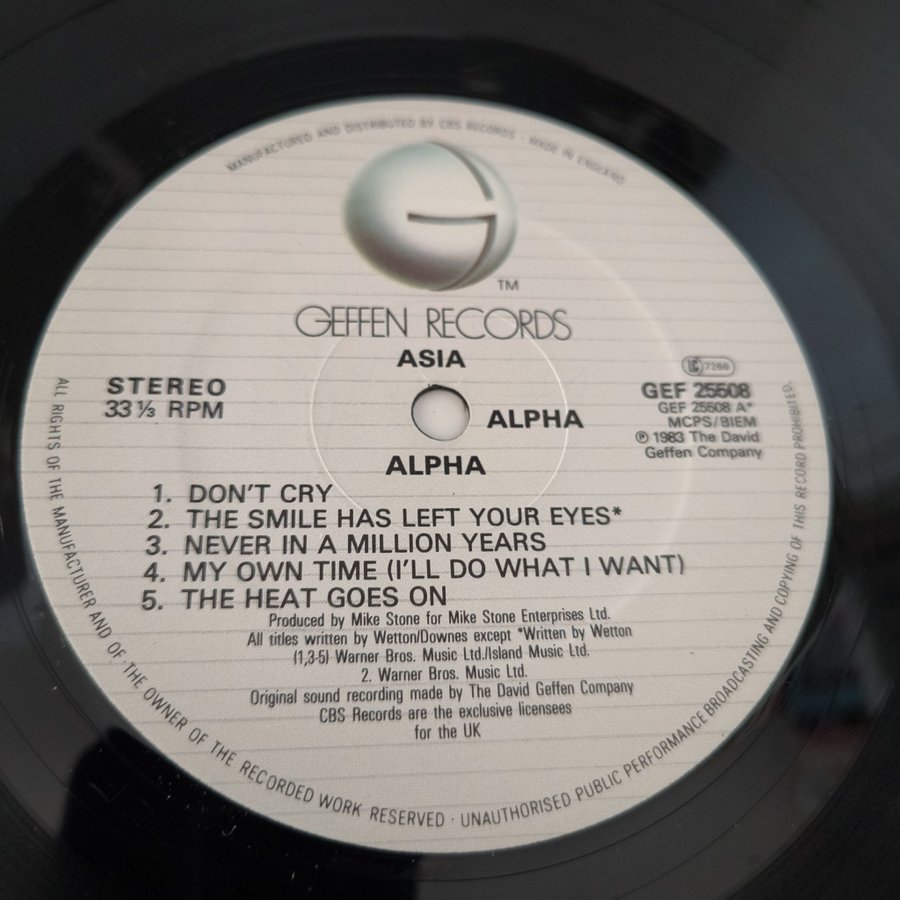 MANUFACTURED AND DISTRIBUTED BY CBS RECORDS · MADE IN ENGLAND
TM
GEFFEN RECORDS
ASIA
STEREO
33⅓ RPM
LC 7266
GEF 25508
GEF 25508 A*
MCPS/BIEM
℗ 1983 The David
Geffen Company
ALPHA
ALPHA
1. DON'T CRY
2. THE SMILE HAS LEFT YOUR EYES*
3. NEVER IN A MILLION YEARS
4. MY OWN TIME (I'LL DO WHAT I WANT)
5. THE HEAT GOES ON
Produced by Mike Stone for Mike Stone Enterprises Ltd.
All titles written by Wetton/Downes except *Written by Wetton
(1,3-5) Warner Bros. Music Ltd./Island Music Ltd.
2. Warner Bros. Music Ltd.
Original sound recording made by The David Geffen Company
CBS Records are the exclusive licensees
for the UK
ALL RIGHTS OF THE MANUFACTURER AND OF THE OWNER OF THE RECORDED WORK RESERVED · UNAUTHORISED PUBLIC PERFORMANCE BROADCASTING AND COPYING OF THIS RECORD PROHIBITED.